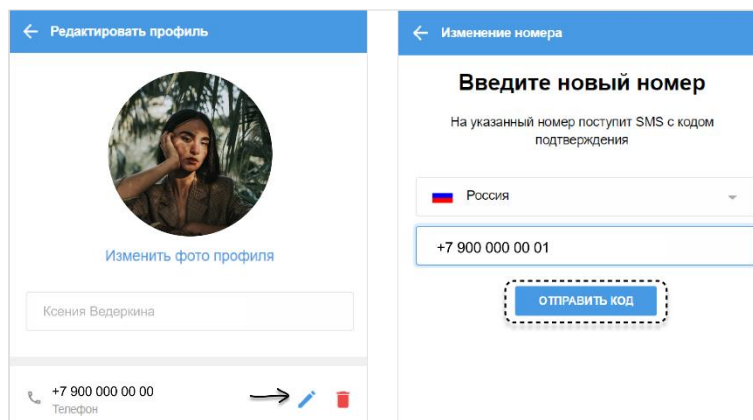 Редактировать профиль
Изменить фото профиля
Ксения Ведеркина
+7 900 000 00 00
Телефон
Изменение номера
Введите новый номер
На указанный номер поступит SMS с кодом
подтверждения
Россия
+7 900 000 00 01
ОТПРАВИТЬ КОД